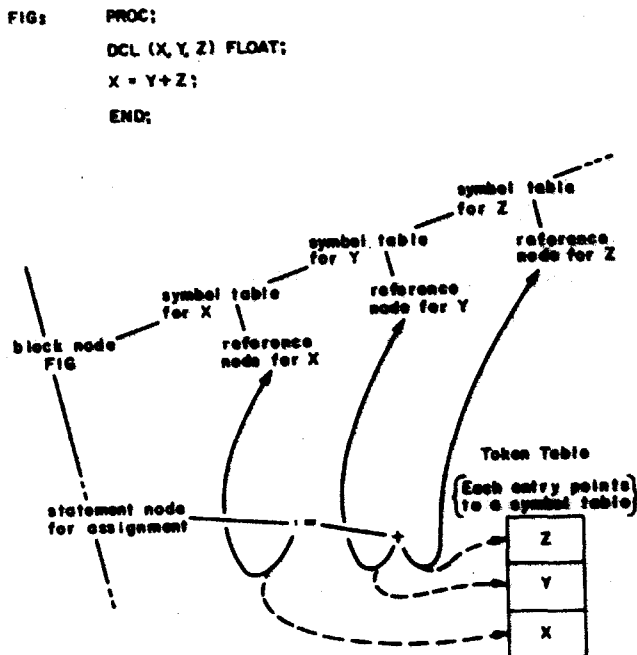 FIG: PROC;
DCL (X, Y, Z) FLOAT;
X = Y + Z;
END;
symbol table
for Z
reference
node for Z
symbol table
for Y
reference
node for Y
symbol table
for X
reference
node for X
block node
FIG
Token Table
{Each entry points
to a symbol table}
statement node
for assignment
=
+
Z
Y
X